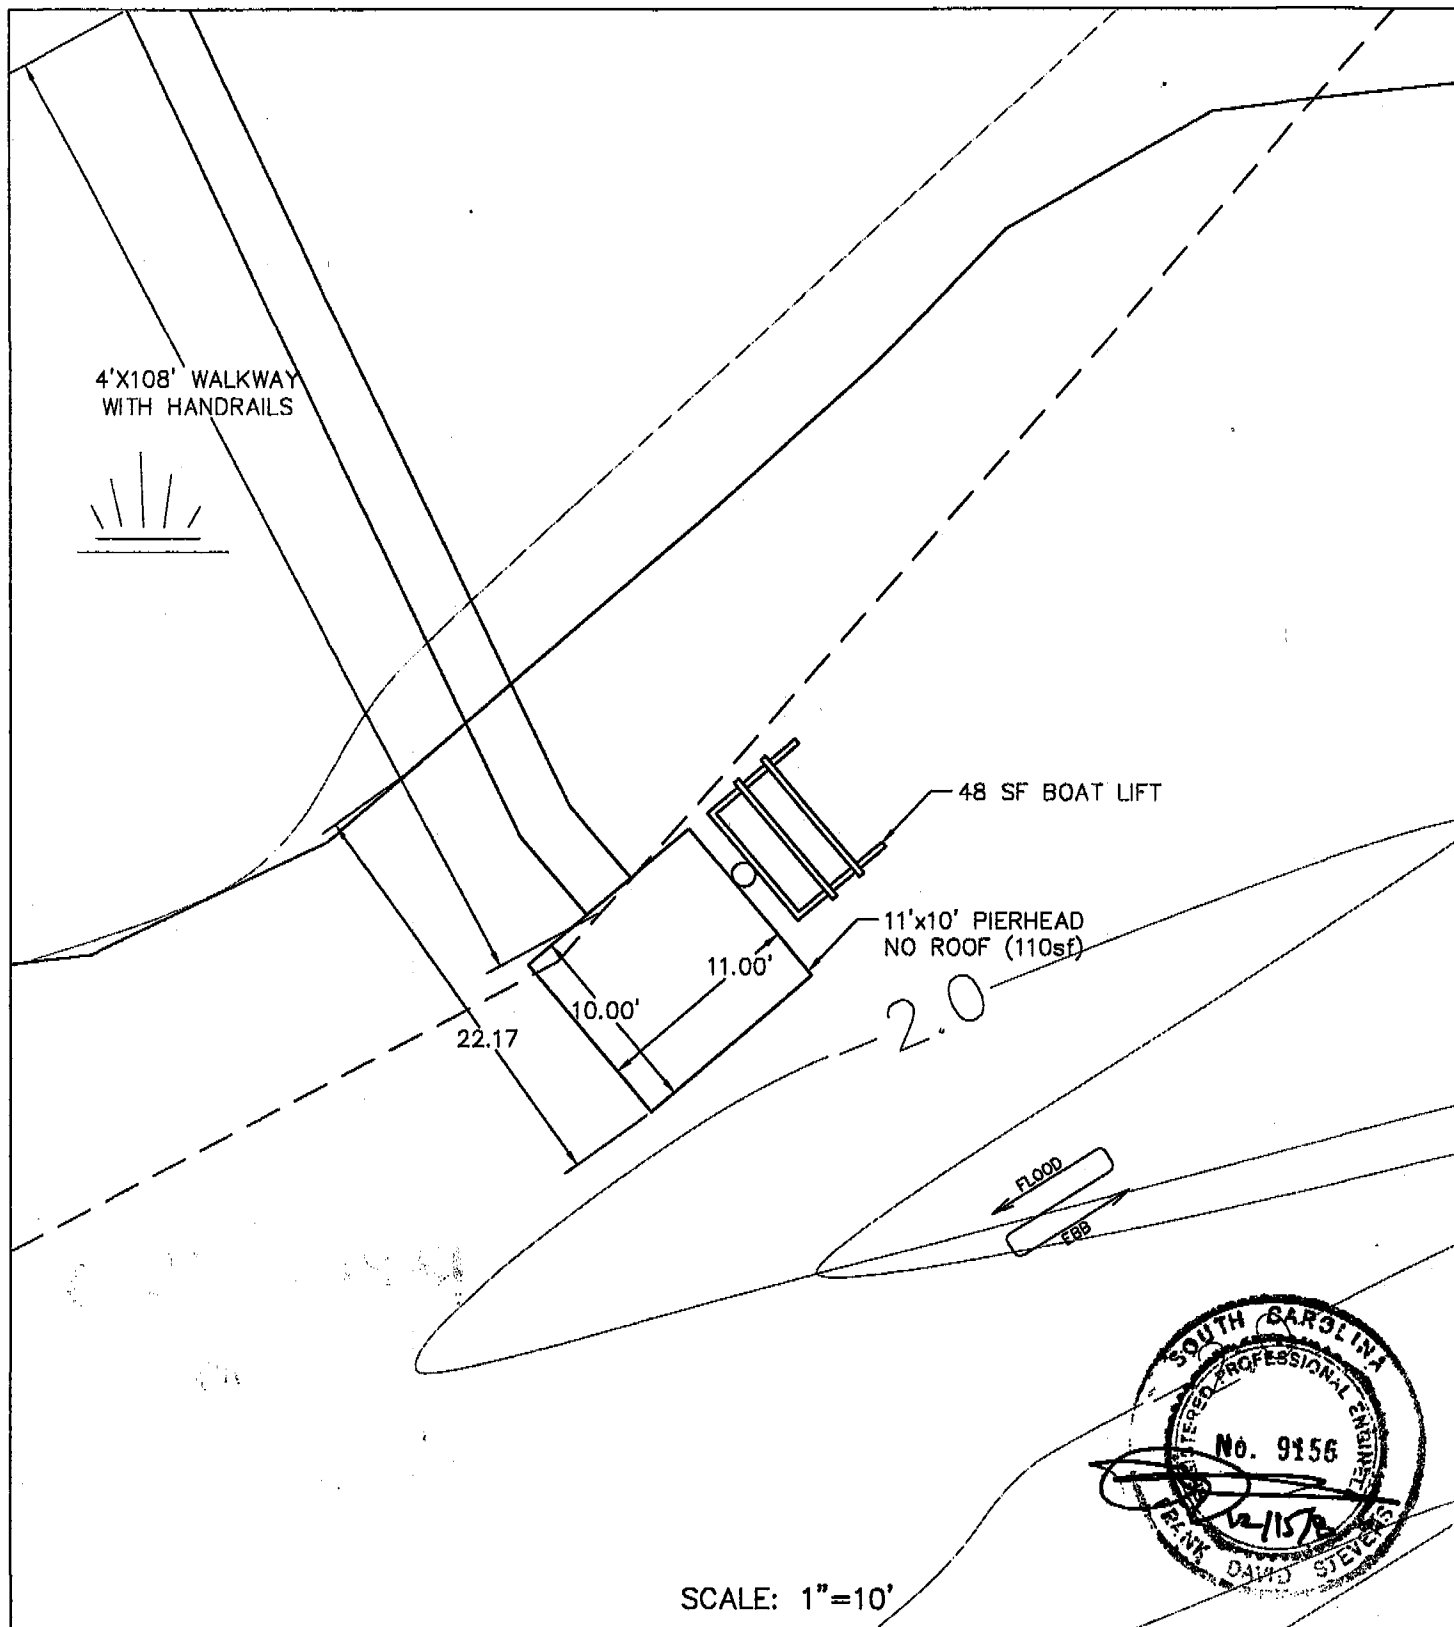 4'X108' WALKWAY
WITH HANDRAILS
48 SF BOAT LIFT
11'x10' PIERHEAD
NO ROOF (110sf)
11.00'
10.00'
22.17
2.0
FLOOD
EBB
SOUTH CAROLINA
REGISTERED PROFESSIONAL ENGINEER
No. 9156
FRANK DAVID STEVENS
SCALE: 1"=10'